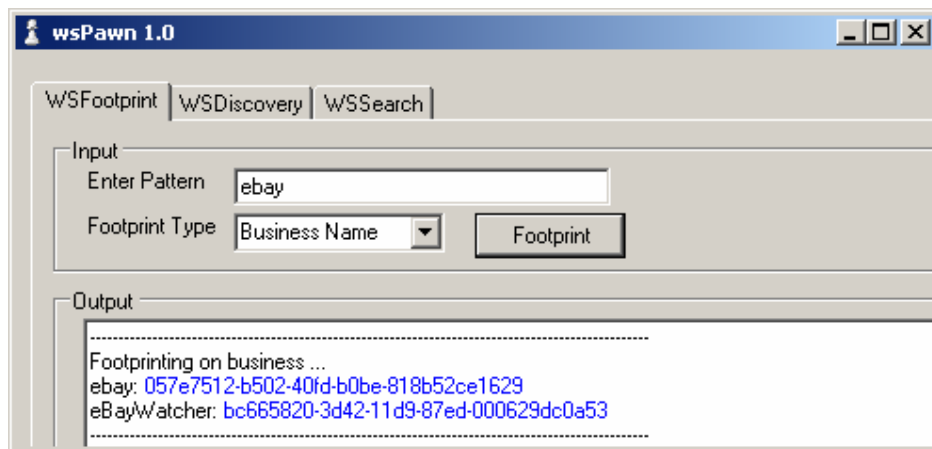 wsPawn 1.0
WSFootprint WSDiscovery WSSearch
Input
Enter Pattern ebay
Footprint Type Business Name Footprint
Output
-----------------------------------------------------------------------------------------------
Footprinting on business ...
ebay: 057e7512-b502-40fd-b0be-818b52ce1629
eBayWatcher: bc665820-3d42-11d9-87ed-000629dc0a53
-----------------------------------------------------------------------------------------------